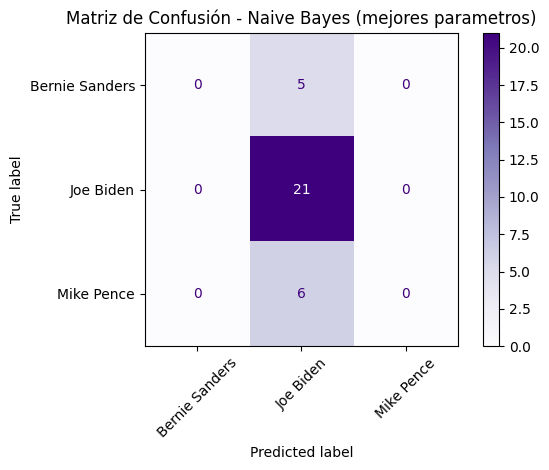 Matriz de Confusión - Naive Bayes (mejores parametros)
True label
Bernie Sanders 0 5 0
Joe Biden 0 21 0
Mike Pence 0 6 0
Bernie Sanders Joe Biden Mike Pence
Predicted label
20.0
17.5
15.0
12.5
10.0
7.5
5.0
2.5
0.0